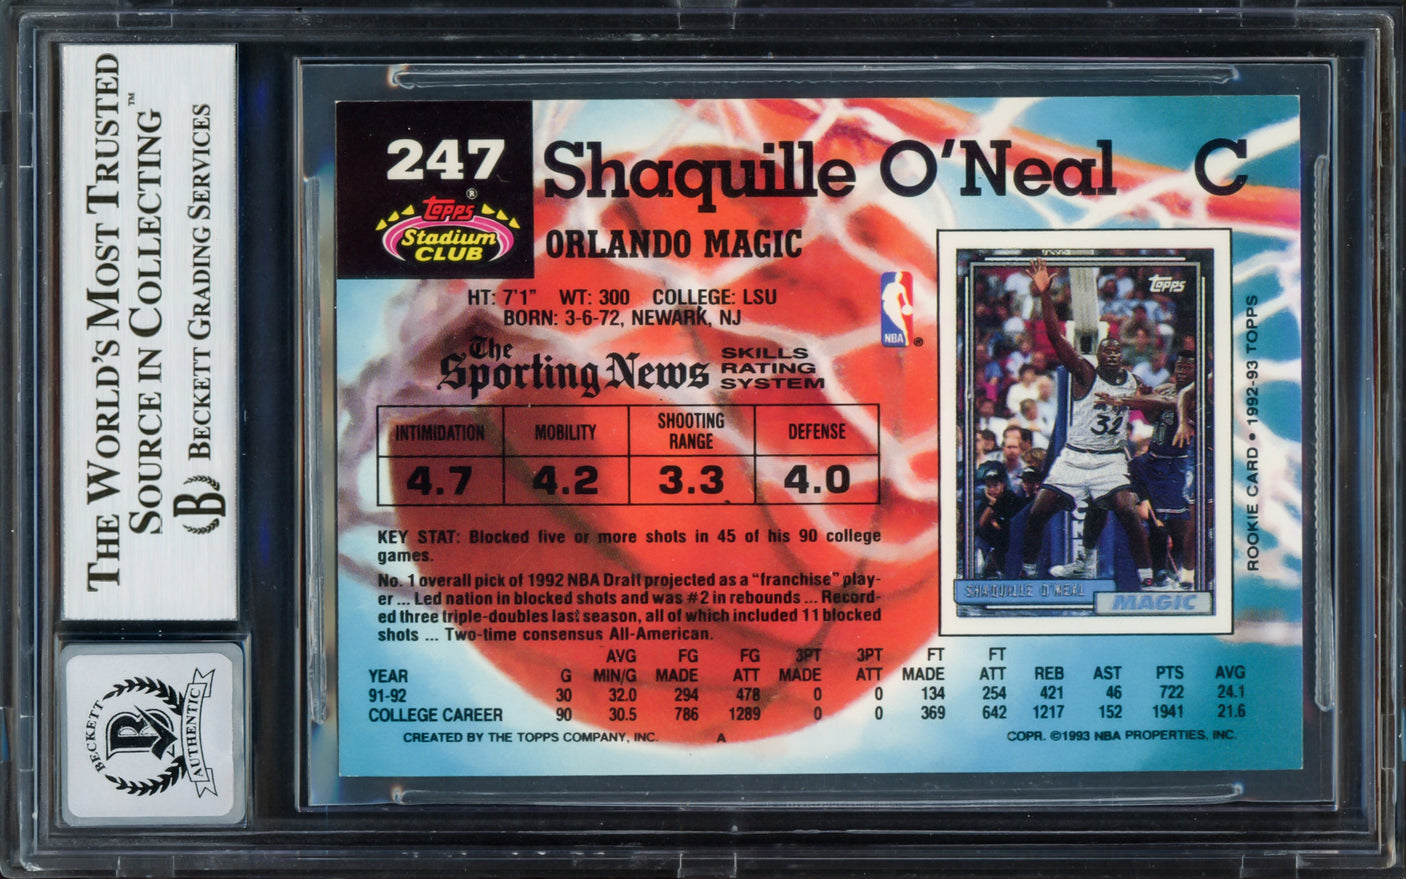 THE WORLD'S MOST TRUSTED
SOURCE IN COLLECTING™
BECKETT GRADING SERVICES
B
BECKETT
B
AUTHENTIC
247
Topps®
Stadium
CLUB
Shaquille O'Neal C
ORLANDO MAGIC
HT: 7'1" WT: 300 COLLEGE: LSU
BORN: 3-6-72, NEWARK, NJ
NBA ®
The
Sporting News
SKILLS
RATING
SYSTEM
INTIMIDATION MOBILITY SHOOTING RANGE DEFENSE
4.7 4.2 3.3 4.0
KEY STAT: Blocked five or more shots in 45 of his 90 college
games.
No. 1 overall pick of 1992 NBA Draft projected as a "franchise" play-
er ... Led nation in blocked shots and was #2 in rebounds ... Record-
ed three triple-doubles last season, all of which included 11 blocked
shots ... Two-time consensus All-American.
Topps
32
SHAQUILLE O'NEAL
MAGIC
ROOKIE CARD • 1992-93 TOPPS
AVG FG FG 3PT 3PT FT FT
YEAR G MIN/G MADE ATT MADE ATT MADE ATT REB AST PTS AVG
91-92 30 32.0 294 478 0 0 134 254 421 46 722 24.1
COLLEGE CAREER 90 30.5 786 1289 0 0 369 642 1217 152 1941 21.6
CREATED BY THE TOPPS COMPANY, INC. A COPR. ©1993 NBA PROPERTIES, INC.